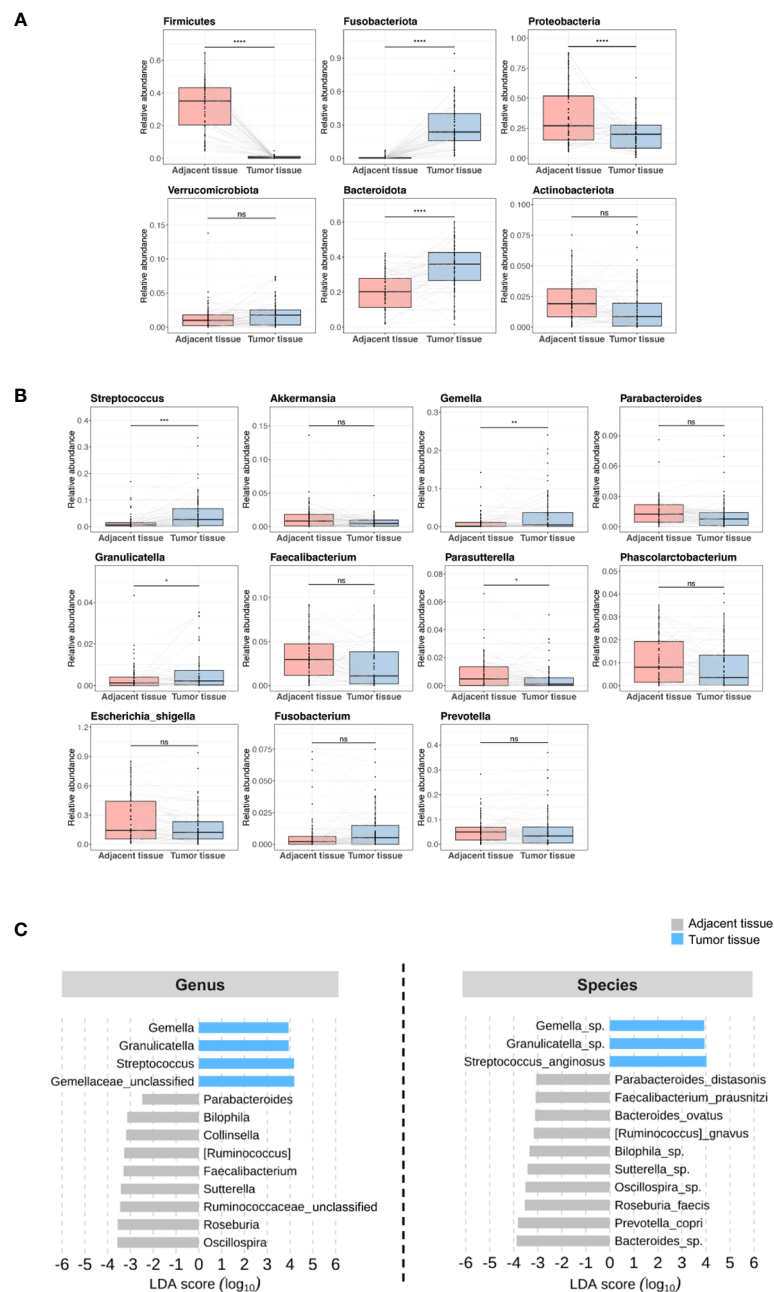 A
Firmicutes
Fusobacteriota
Proteobacteria
Relative abundance
0.6
0.4
0.2
0.0
****
Adjacent tissue Tumor tissue
Relative abundance
0.9
0.6
0.3
0.0
****
Adjacent tissue Tumor tissue
Relative abundance
1.00
0.75
0.50
0.25
0.00
****
Adjacent tissue Tumor tissue
Verrucomicrobiota
Bacteroidota
Actinobacteriota
Relative abundance
0.15
0.10
0.05
0.00
ns
Adjacent tissue Tumor tissue
Relative abundance
0.6
0.4
0.2
0.0
****
Adjacent tissue Tumor tissue
Relative abundance
0.100
0.075
0.050
0.025
0.000
ns
Adjacent tissue Tumor tissue
B
Streptococcus
Akkermansia
Gemella
Parabacteroides
Relative abundance
0.4
0.3
0.2
0.1
0.0
***
Adjacent tissue Tumor tissue
Relative abundance
0.15
0.10
0.05
0.00
ns
Adjacent tissue Tumor tissue
Relative abundance
0.3
0.2
0.1
0.0
**
Adjacent tissue Tumor tissue
Relative abundance
0.09
0.06
0.03
0.00
ns
Adjacent tissue Tumor tissue
Granulicatella
Faecalibacterium
Parasutterella
Phascolarctobacterium
Relative abundance
0.04
0.02
0.00
*
Adjacent tissue Tumor tissue
Relative abundance
0.10
0.05
0.00
ns
Adjacent tissue Tumor tissue
Relative abundance
0.08
0.06
0.04
0.02
0.00
*
Adjacent tissue Tumor tissue
Relative abundance
0.05
0.04
0.03
0.02
0.01
0.00
ns
Adjacent tissue Tumor tissue
Escherichia_shigella
Fusobacterium
Prevotella
Relative abundance
1.2
0.9
0.6
0.3
0.0
ns
Adjacent tissue Tumor tissue
Relative abundance
0.075
0.050
0.025
0.000
ns
Adjacent tissue Tumor tissue
Relative abundance
0.4
0.3
0.2
0.1
0.0
ns
Adjacent tissue Tumor tissue
C
Adjacent tissue
Tumor tissue
Genus
Gemella
Granulicatella
Streptococcus
Gemellaceae_unclassified
Parabacteroides
Bilophila
Collinsella
[Ruminococcus]
Faecalibacterium
Sutterella
Ruminococcaceae_unclassified
Roseburia
Oscillospira
-6 -5 -4 -3 -2 -1 0 1 2 3 4 5 6
LDA score (log10)
Species
Gemella_sp.
Granulicatella_sp.
Streptococcus_anginosus
Parabacteroides_distasonis
Faecalibacterium_prausnitzi
Bacteroides_ovatus
[Ruminococcus]_gnavus
Bilophila_sp.
Sutterella_sp.
Oscillospira_sp.
Roseburia_faecis
Prevotella_copri
Bacteroides_sp.
-6 -5 -4 -3 -2 -1 0 1 2 3 4 5 6
LDA score (log10)